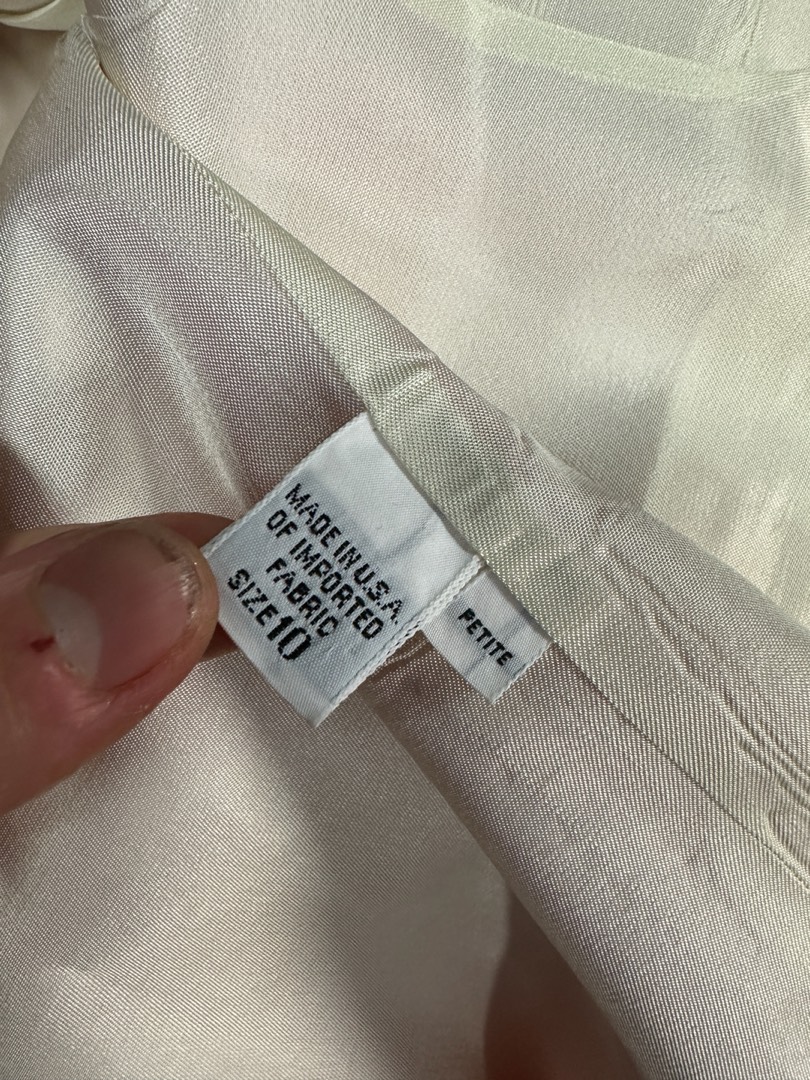 MADE IN U.S.A.
OF IMPORTED
FABRIC
SIZE 10
PETITE